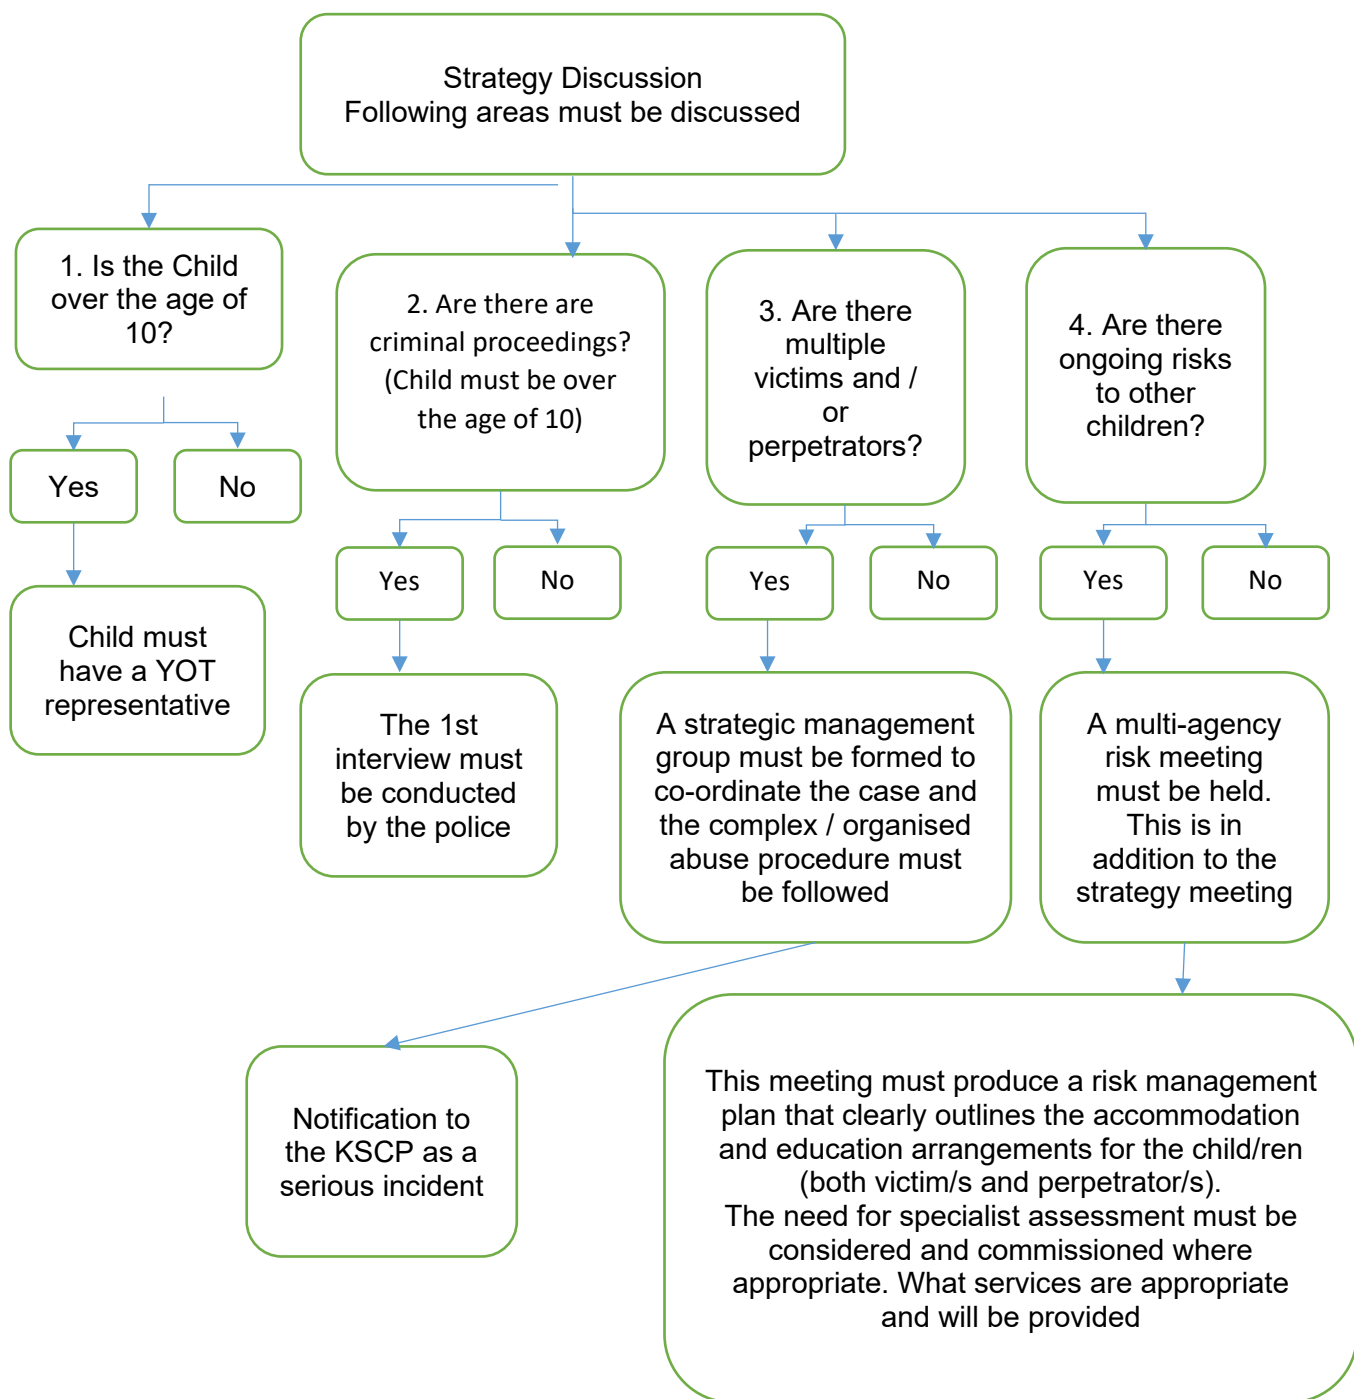 Strategy Discussion
Following areas must be discussed
1. Is the Child
over the age of
10?
2. Are there are
criminal proceedings?
(Child must be over
the age of 10)
3. Are there
multiple
victims and /
or
perpetrators?
4. Are there
ongoing risks
to other
children?
Yes
No
Yes
No
Yes
No
Yes
No
Child must
have a YOT
representative
The 1st
interview must
be conducted
by the police
A strategic management
group must be formed to
co-ordinate the case and
the complex / organised
abuse procedure must
be followed
A multi-agency
risk meeting
must be held.
This is in
addition to the
strategy meeting
Notification to
the KSCP as a
serious incident
This meeting must produce a risk management
plan that clearly outlines the accommodation
and education arrangements for the child/ren
(both victim/s and perpetrator/s).
The need for specialist assessment must be
considered and commissioned where
appropriate. What services are appropriate
and will be provided